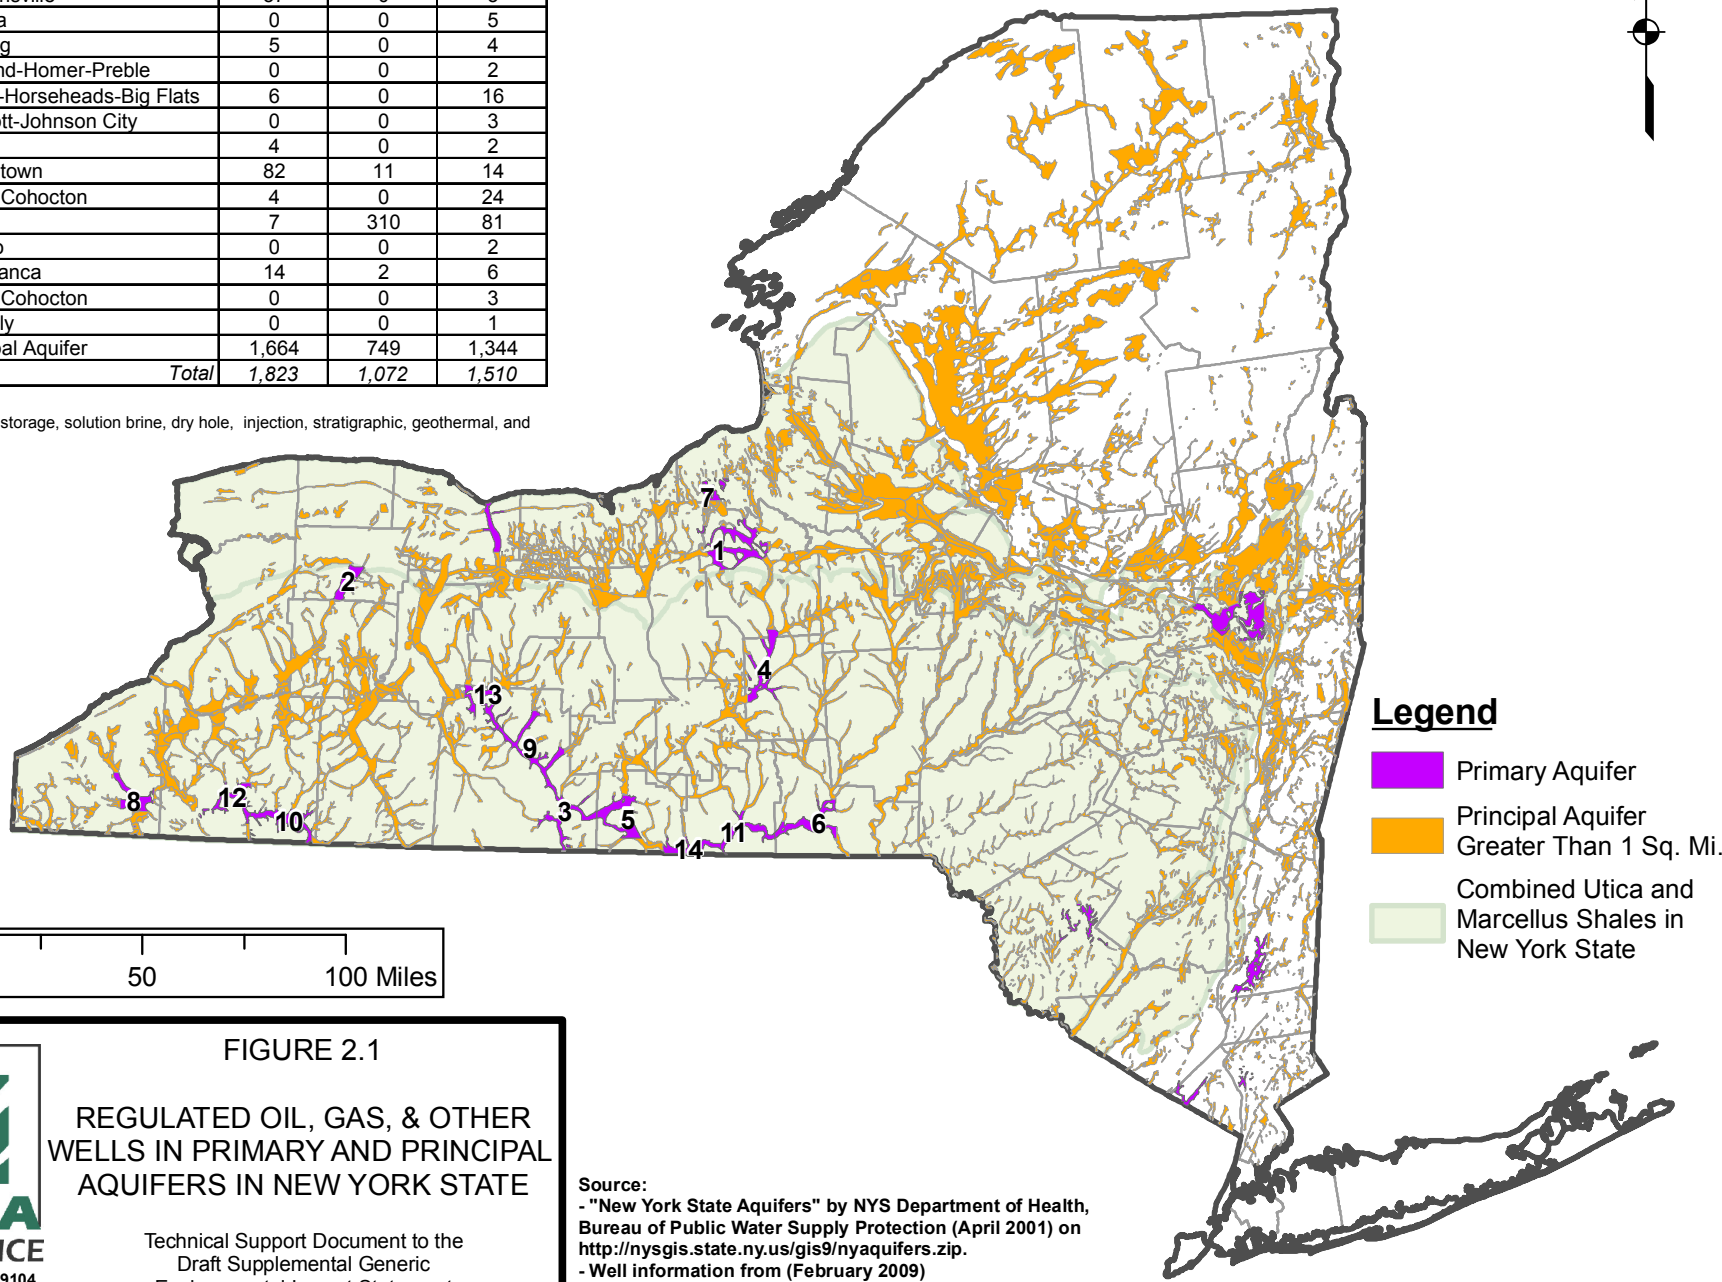 a 0 0 5
g 5 0 4
nd-Homer-Preble 0 0 2
-Horseheads-Big Flats 6 0 16
ott-Johnson City 0 0 3
4 0 2
town 82 11 14
Cohocton 4 0 24
7 310 81
o 0 0 2
anca 14 2 6
Cohocton 0 0 3
ly 0 0 1
al Aquifer 1,664 749 1,344
Total 1,823 1,072 1,510
storage, solution brine, dry hole, injection, stratigraphic, geothermal, and
7
1
2
4
13
9
8
12
10
3
5
14
11
6
Legend
Primary Aquifer
Principal Aquifer
Greater Than 1 Sq. Mi.
Combined Utica and
Marcellus Shales in
New York State
50 100 Miles
FIGURE 2.1
REGULATED OIL, GAS, & OTHER
WELLS IN PRIMARY AND PRINCIPAL
AQUIFERS IN NEW YORK STATE
Technical Support Document to the
Draft Supplemental Generic
A
ICE
9104
Source:
- "New York State Aquifers" by NYS Department of Health,
Bureau of Public Water Supply Protection (April 2001) on
http://nysgis.state.ny.us/gis9/nyaquifers.zip.
- Well information from (February 2009)